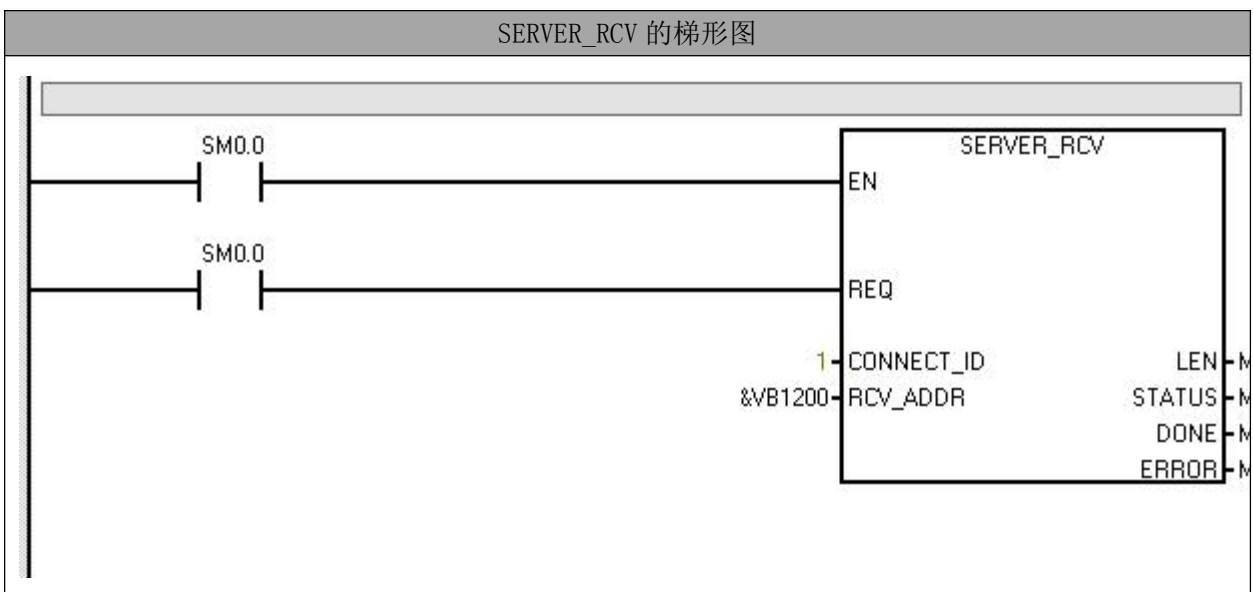 SERVER_RCV 的梯形图
SM0.0
SERVER_RCV
EN
SM0.0
REQ
1 CONNECT_ID LEN
&VB1200 RCV_ADDR STATUS
DONE
ERROR